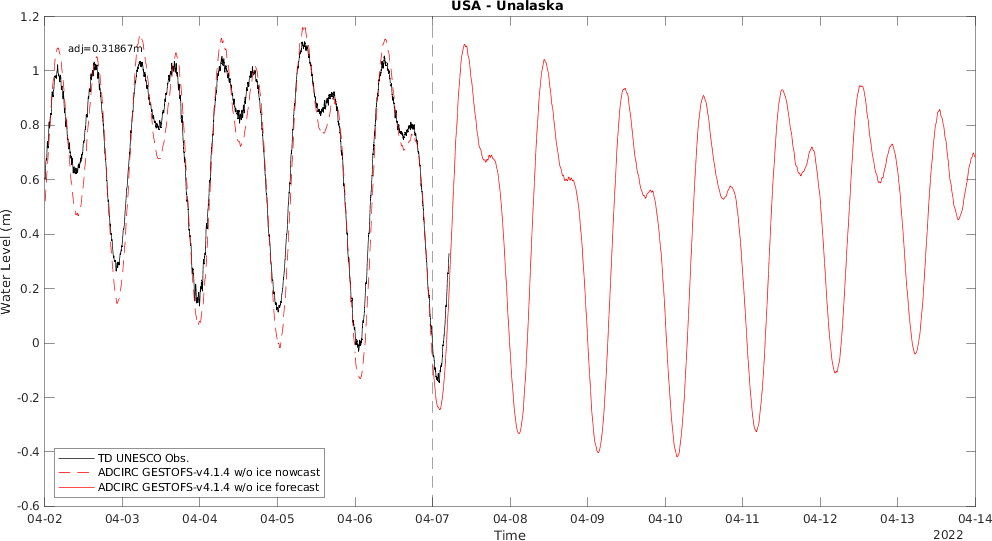 USA - Unalaska
adj=0.31867m
1.2
1
0.8
0.6
0.4
0.2
0
-0.2
-0.4
-0.6
Water Level (m)
TD UNESCO Obs.
ADCIRC GESTOFS-v4.1.4 w/o ice nowcast
ADCIRC GESTOFS-v4.1.4 w/o ice forecast
04-02 04-03 04-04 04-05 04-06 04-07 04-08 04-09 04-10 04-11 04-12 04-13 04-14
Time
2022